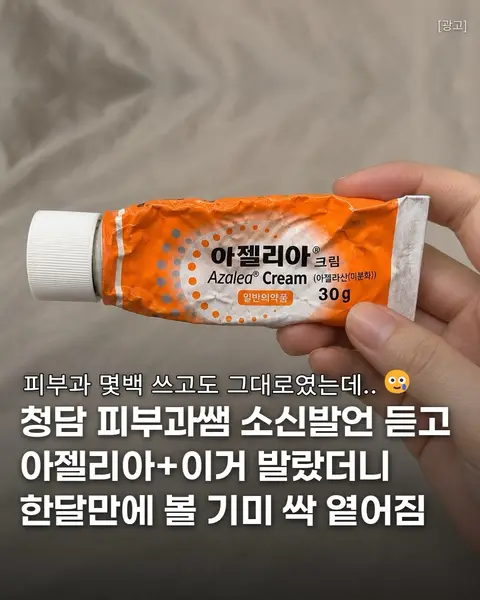 [광고]
아젤리아® 크림
Azalea® Cream (아젤라산(미분화))
일반의약품 30g
피부과 몇백 쓰고도 그대로였는데.. 😢
청담 피부과쌤 소신발언 듣고
아젤리아+이거 발랐더니
한달만에 볼 기미 싹 옅어짐